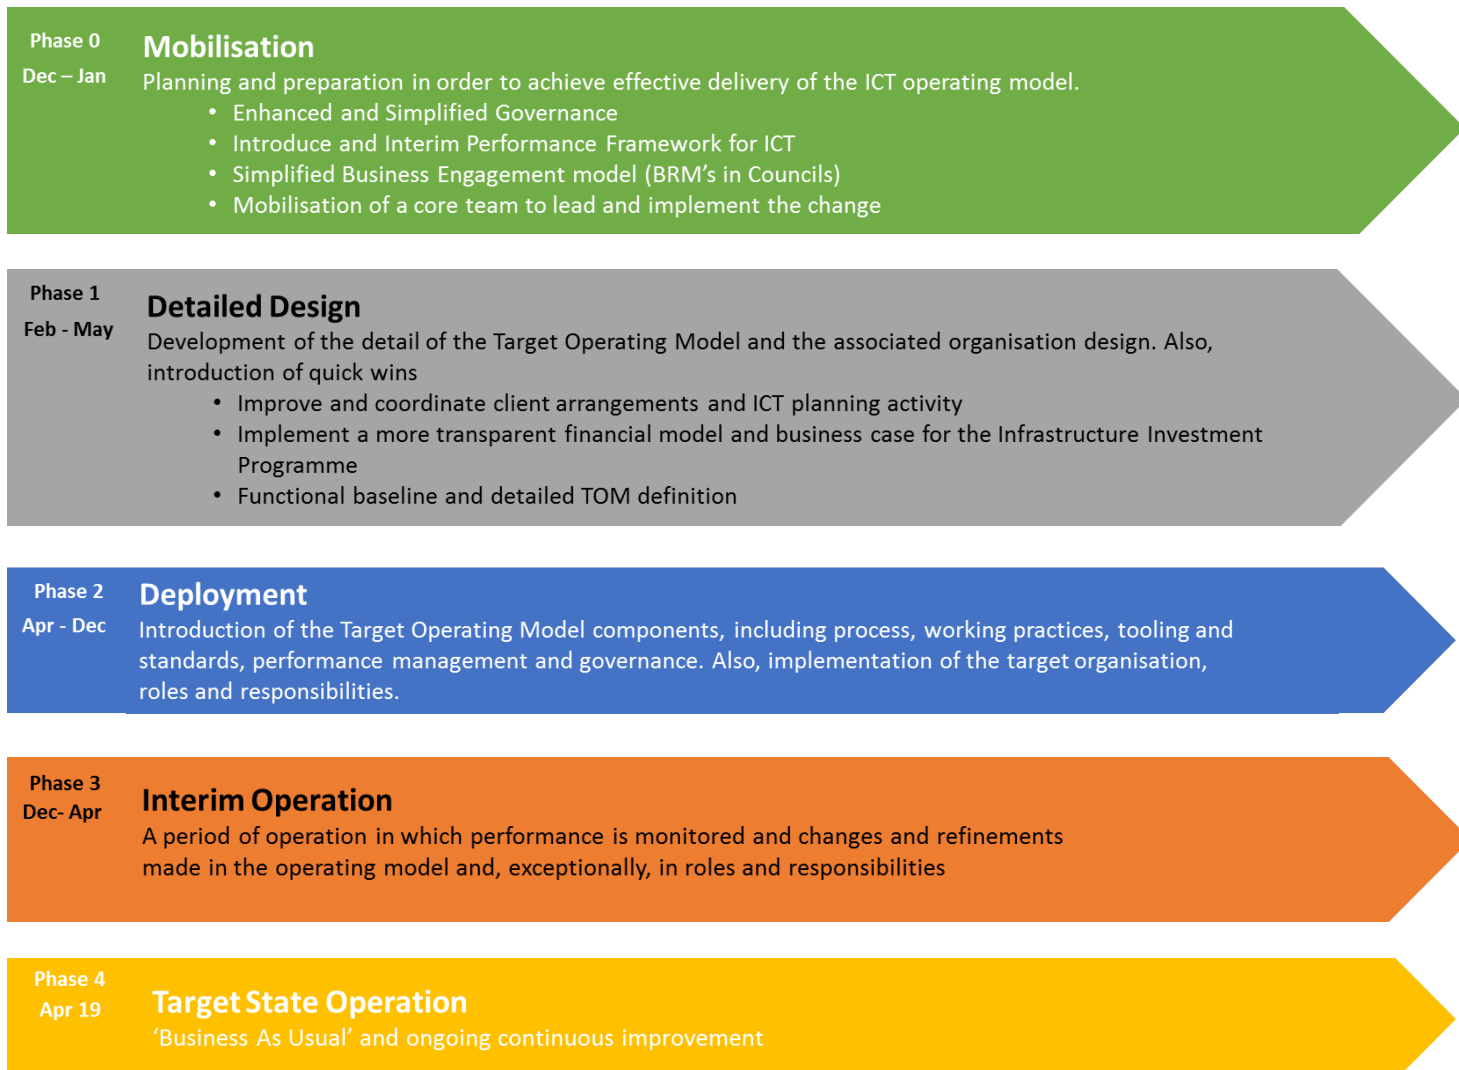 Phase 0
Dec – Jan
Mobilisation
Planning and preparation in order to achieve effective delivery of the ICT operating model.
• Enhanced and Simplified Governance
• Introduce and Interim Performance Framework for ICT
• Simplified Business Engagement model (BRM's in Councils)
• Mobilisation of a core team to lead and implement the change
Phase 1
Feb - May
Detailed Design
Development of the detail of the Target Operating Model and the associated organisation design. Also,
introduction of quick wins
• Improve and coordinate client arrangements and ICT planning activity
• Implement a more transparent financial model and business case for the Infrastructure Investment
Programme
• Functional baseline and detailed TOM definition
Phase 2
Apr - Dec
Deployment
Introduction of the Target Operating Model components, including process, working practices, tooling and
standards, performance management and governance. Also, implementation of the target organisation,
roles and responsibilities.
Phase 3
Dec- Apr
Interim Operation
A period of operation in which performance is monitored and changes and refinements
made in the operating model and, exceptionally, in roles and responsibilities
Phase 4
Apr 19
Target State Operation
‘Business As Usual’ and ongoing continuous improvement